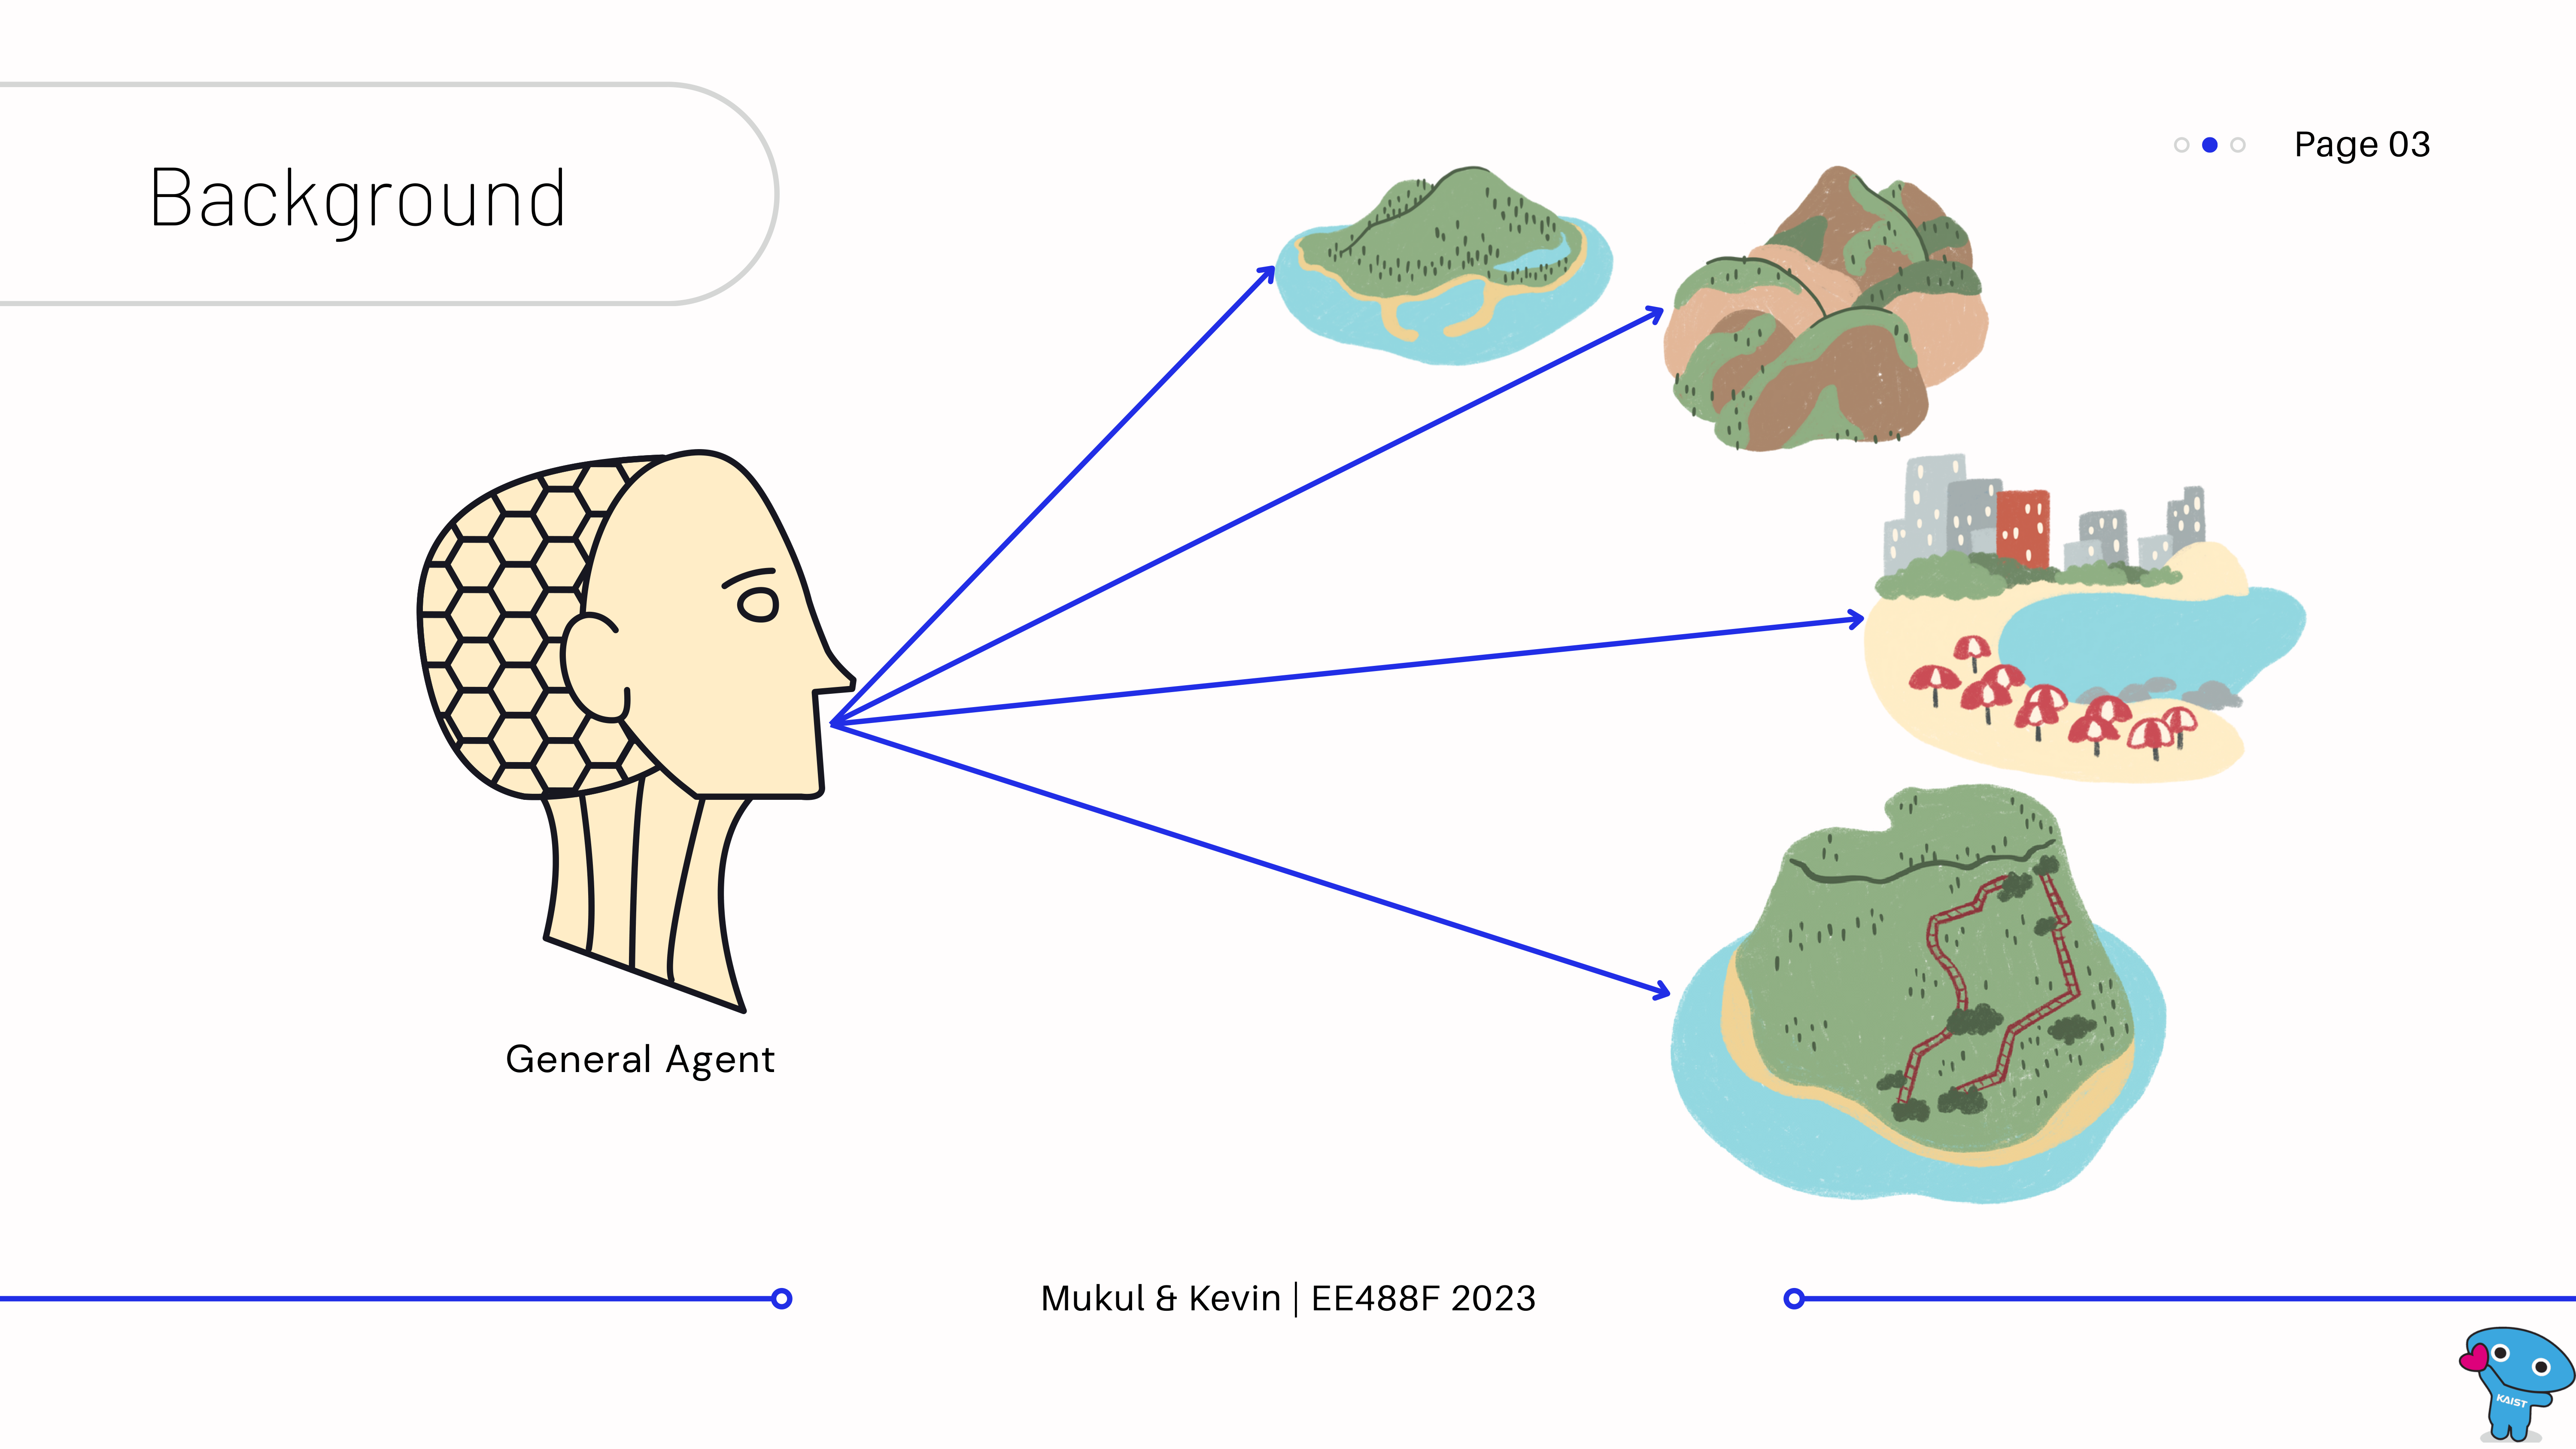 Background
Page 03
General Agent
Mukul & Kevin | EE488F 2023
KAIST